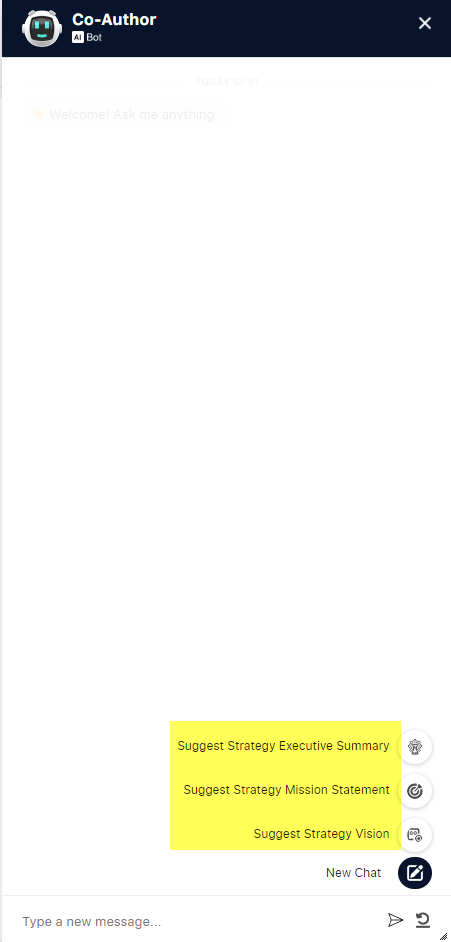 Co-Author
AI Bot
TODAY 12:51
👋 Welcome! Ask me anything.
Suggest Strategy Executive Summary
Suggest Strategy Mission Statement
Suggest Strategy Vision
New Chat
Type a new message...